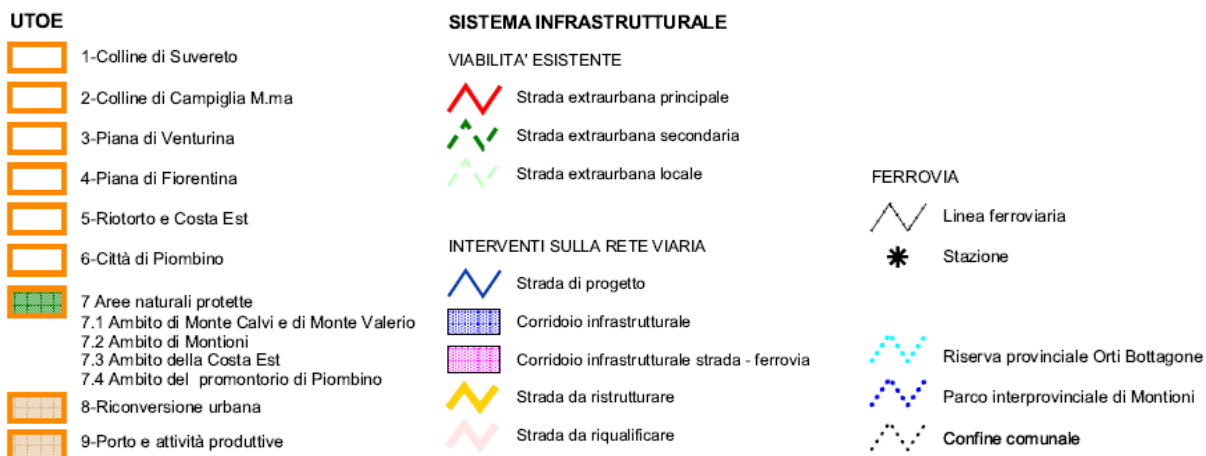 UTOE
1-Colline di Suvereto
2-Colline di Campiglia M.ma
3-Piana di Venturina
4-Piana di Fiorentina
5-Riotorto e Costa Est
6-Città di Piombino
7 Aree naturali protette
7.1 Ambito di Monte Calvi e di Monte Valerio
7.2 Ambito di Montioni
7.3 Ambito della Costa Est
7.4 Ambito del promontorio di Piombino
8-Riconversione urbana
9-Porto e attività produttive
SISTEMA INFRASTRUTTURALE
VIABILITA' ESISTENTE
Strada extraurbana principale
Strada extraurbana secondaria
Strada extraurbana locale
INTERVENTI SULLA RETE VIARIA
Strada di progetto
Corridoio infrastrutturale
Corridoio infrastrutturale strada - ferrovia
Strada da ristrutturare
Strada da riqualificare
FERROVIA
Linea ferroviaria
Stazione
Riserva provinciale Orti Bottagone
Parco interprovinciale di Montioni
Confine comunale